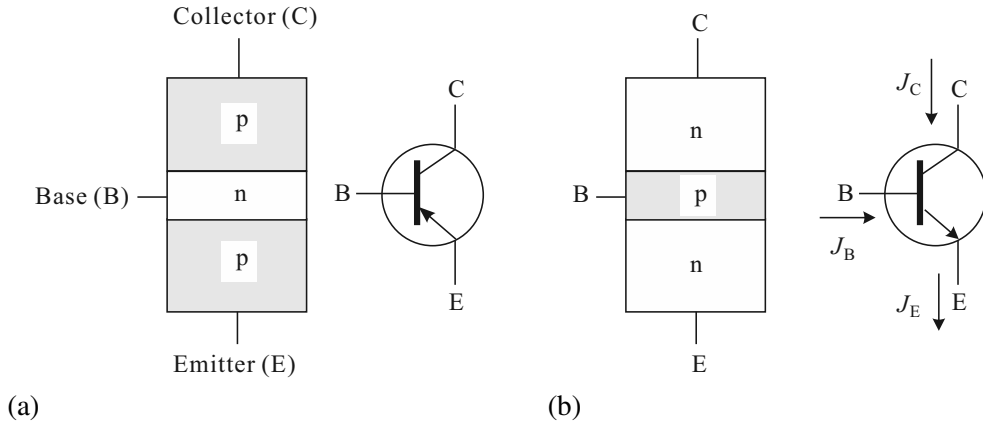 Collector (C)
p
Base (B)
n
p
Emitter (E)
C
B
E
(a)
C
n
B
p
n
E
J_C
C
B
J_B
J_E
E
(b)